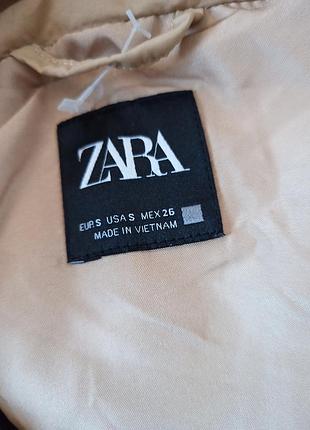 ZARA
EUR.S USA S MEX 26
MADE IN VIETNAM